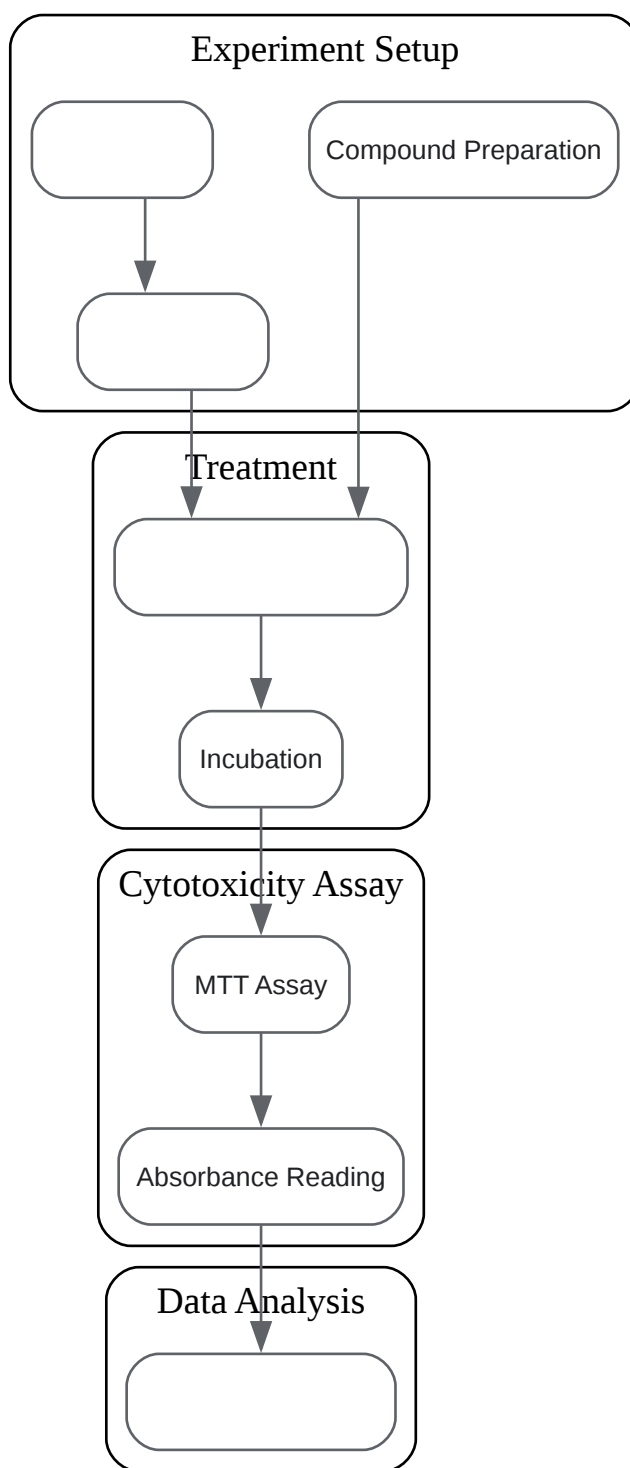 Experiment Setup
Compound Preparation
Treatment
Incubation
Cytotoxicity Assay
MTT Assay
Absorbance Reading
Data Analysis